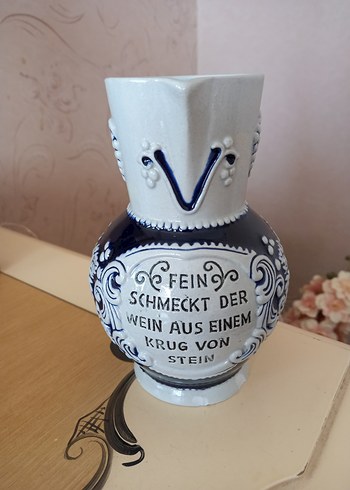 FEIN
SCHMECKT DER
WEIN AUS EINEM
KRUG VON
STEIN